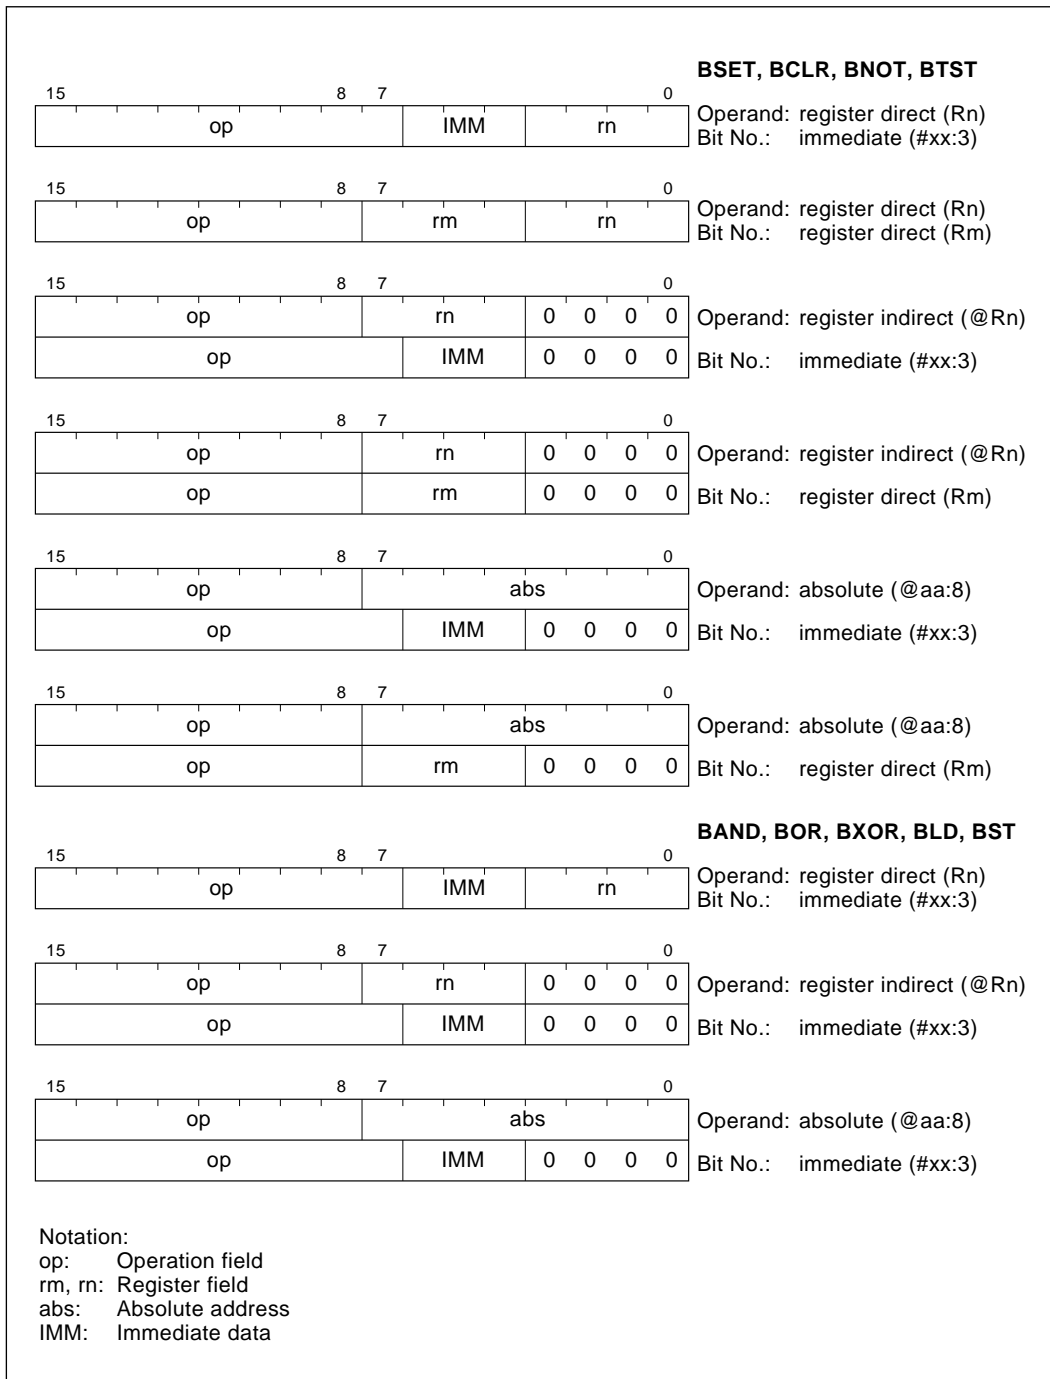 BSET, BCLR, BNOT, BTST
15 8 7 0
op IMM rn
Operand: register direct (Rn)
Bit No.: immediate (#xx:3)
15 8 7 0
op rm rn
Operand: register direct (Rn)
Bit No.: register direct (Rm)
15 8 7 0
op rn 0 0 0 0 Operand: register indirect (@Rn)
op IMM 0 0 0 0 Bit No.: immediate (#xx:3)
15 8 7 0
op rn 0 0 0 0 Operand: register indirect (@Rn)
op rm 0 0 0 0 Bit No.: register direct (Rm)
15 8 7 0
op abs Operand: absolute (@aa:8)
op IMM 0 0 0 0 Bit No.: immediate (#xx:3)
15 8 7 0
op abs Operand: absolute (@aa:8)
op rm 0 0 0 0 Bit No.: register direct (Rm)
BAND, BOR, BXOR, BLD, BST
15 8 7 0
op IMM rn
Operand: register direct (Rn)
Bit No.: immediate (#xx:3)
15 8 7 0
op rn 0 0 0 0 Operand: register indirect (@Rn)
op IMM 0 0 0 0 Bit No.: immediate (#xx:3)
15 8 7 0
op abs Operand: absolute (@aa:8)
op IMM 0 0 0 0 Bit No.: immediate (#xx:3)
Notation:
op: Operation field
rm, rn: Register field
abs: Absolute address
IMM: Immediate data